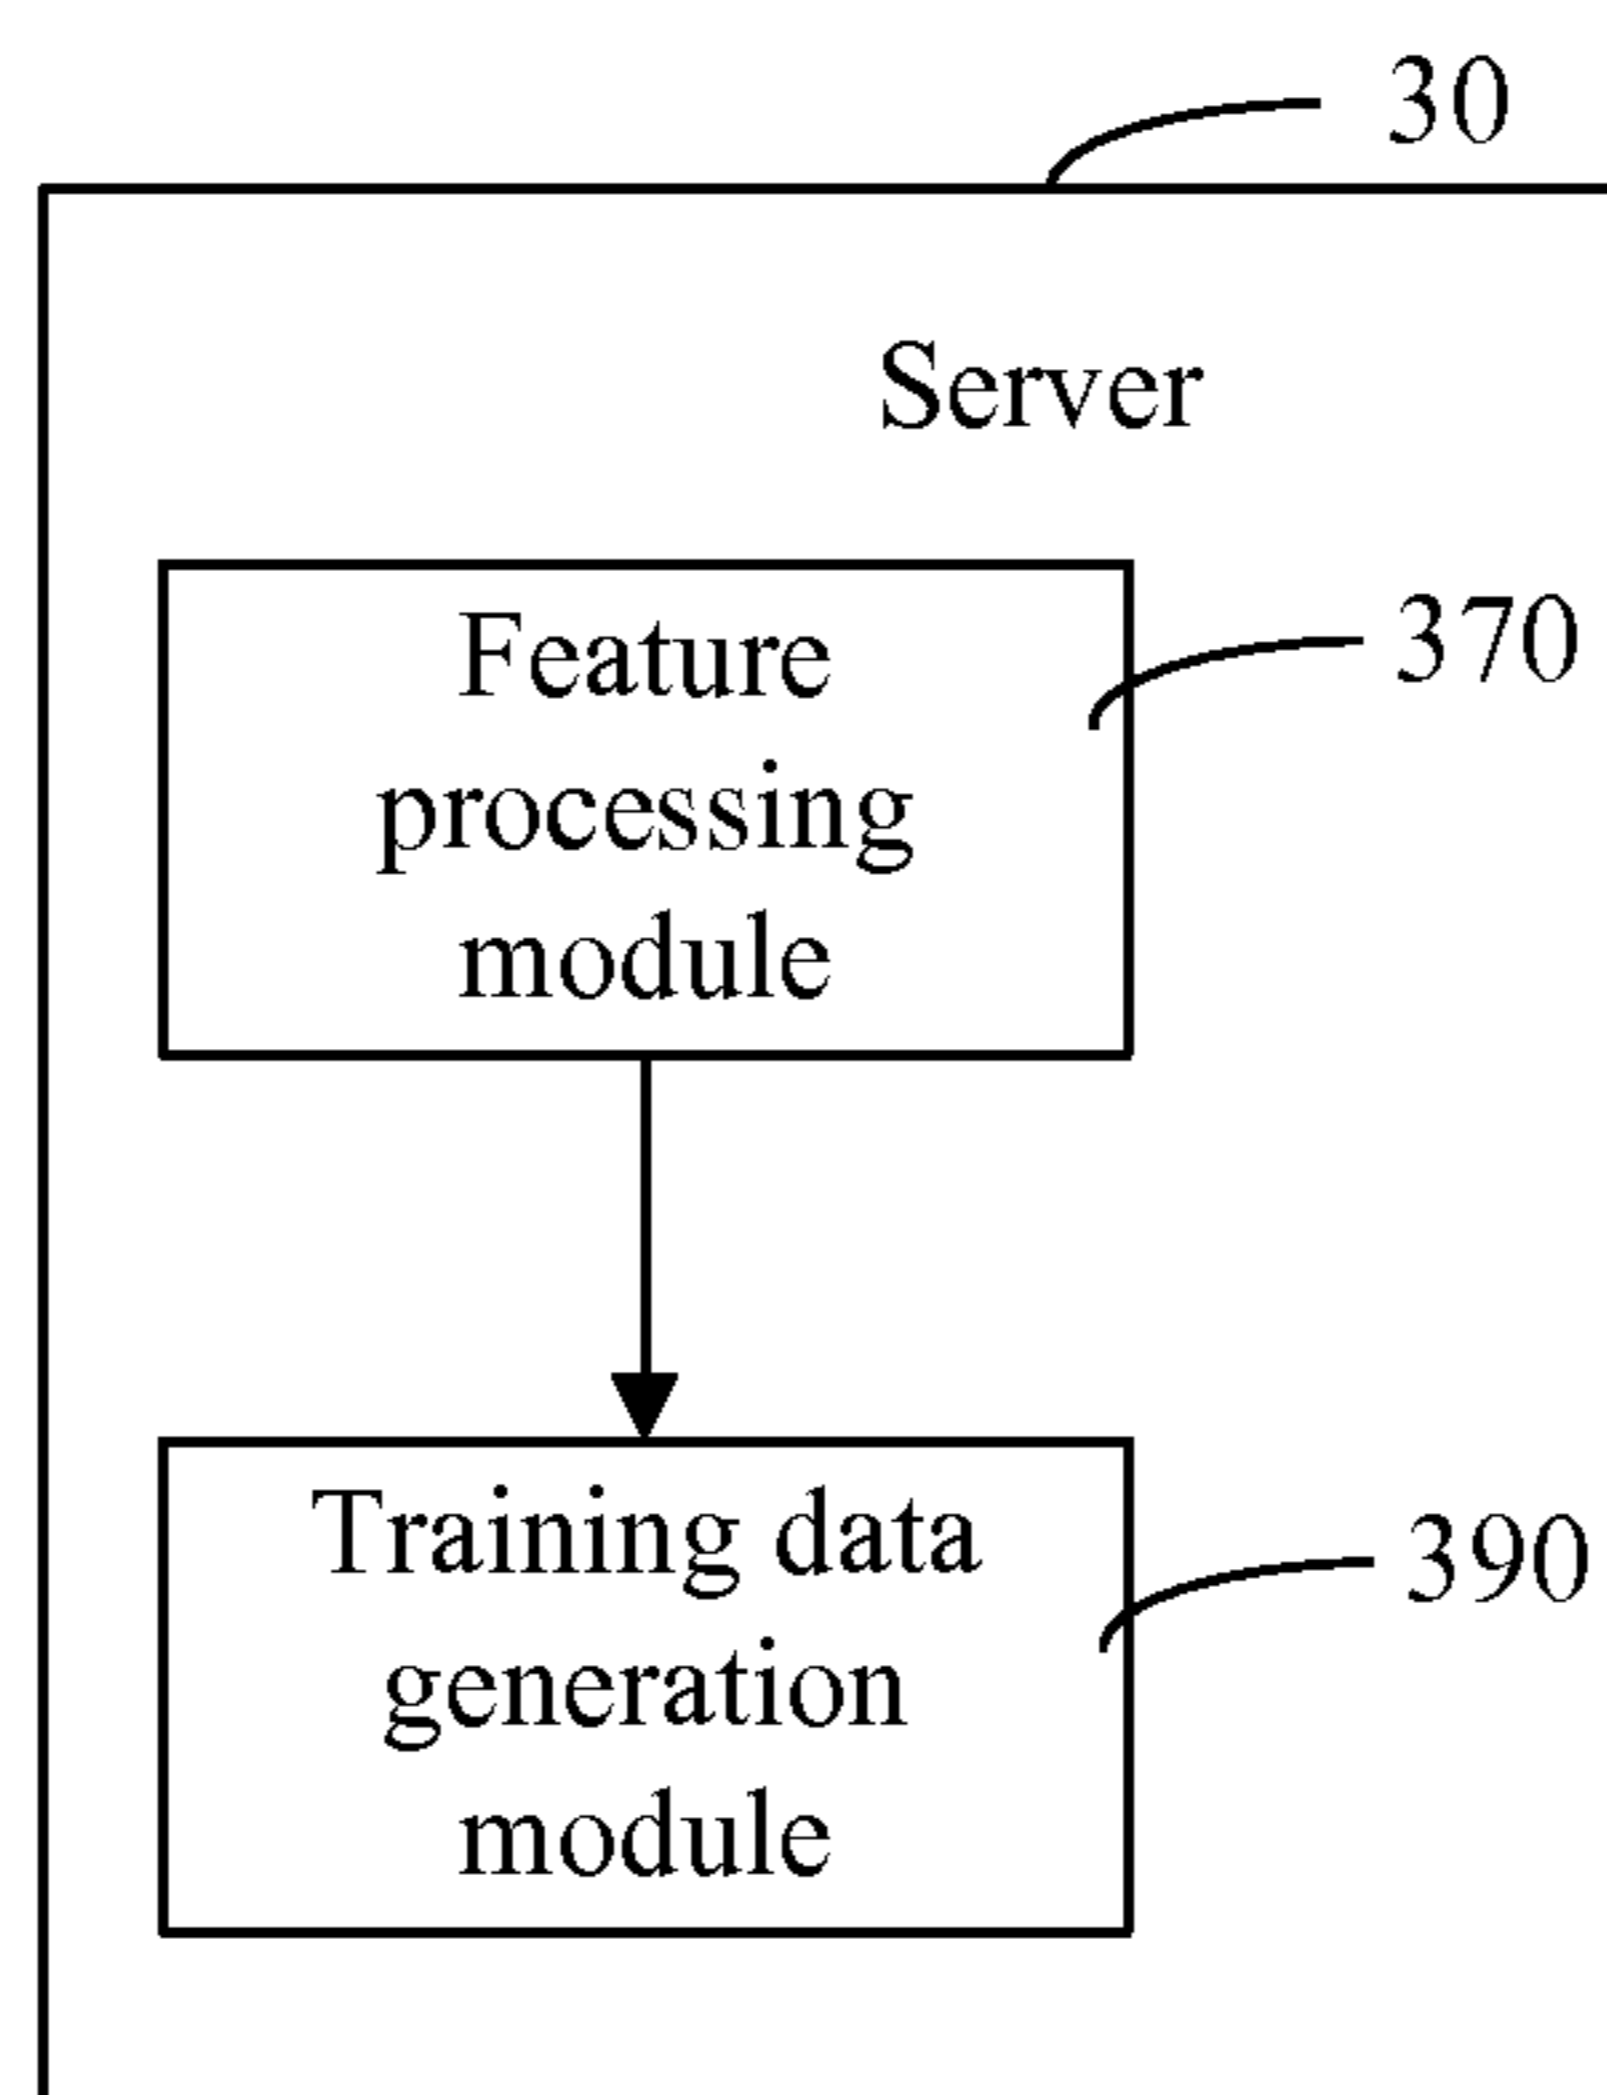 30
Server
Feature
processing
module
370
Training data
generation
module
390